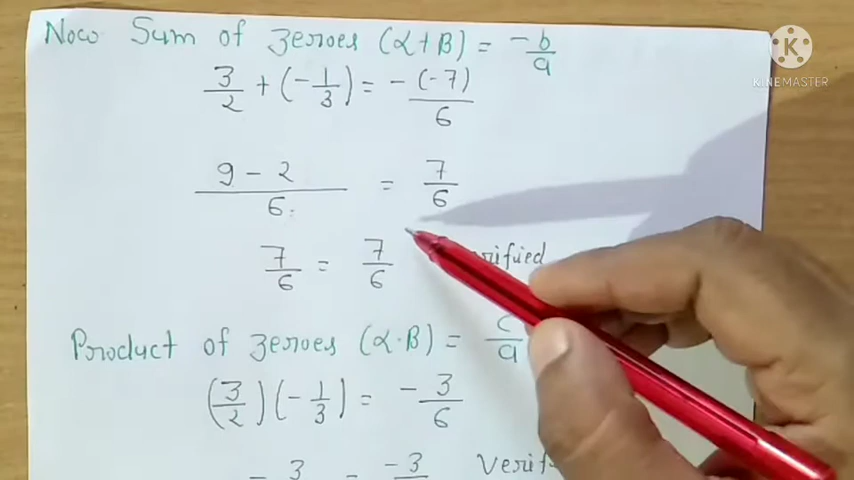 Now Sum of zeroes (α+β) = -b/a
3/2 + (-1/3) = -(-7)/6
9-2/6 = 7/6
7/6 = 7/6
Product of zeroes (α·β) = c/a
(3/2)(-1/3) = -3/6
-3 = -3
K
KINEMASTER